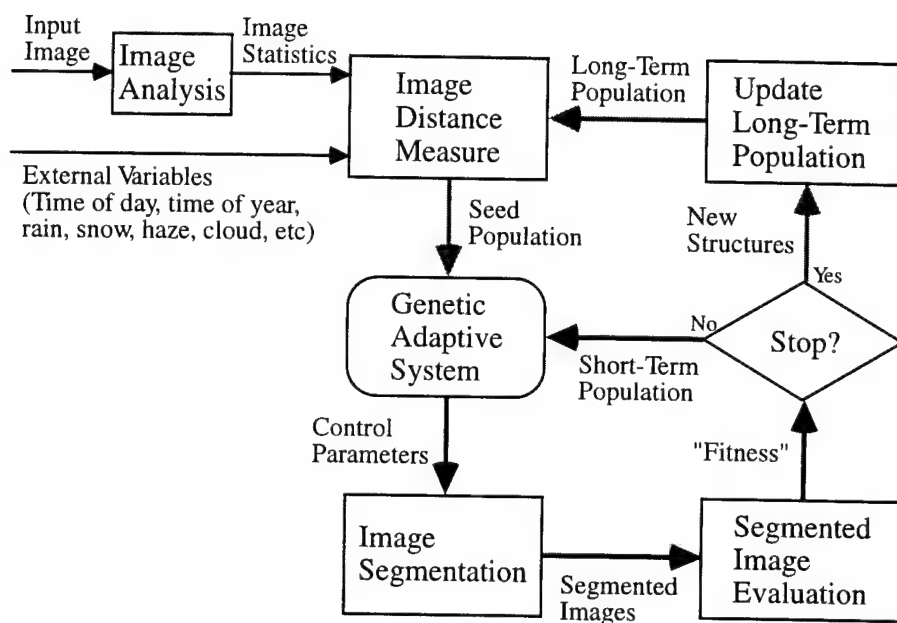 Input
Image
Image
Analysis
Image
Statistics
Image
Distance
Measure
Long-Term
Population
Update
Long-Term
Population
External Variables
(Time of day, time of year,
rain, snow, haze, cloud, etc)
Seed
Population
New
Structures
Yes
Genetic
Adaptive
System
No
Stop?
Short-Term
Population
Control
Parameters
"Fitness"
Image
Segmentation
Segmented
Images
Segmented
Image
Evaluation